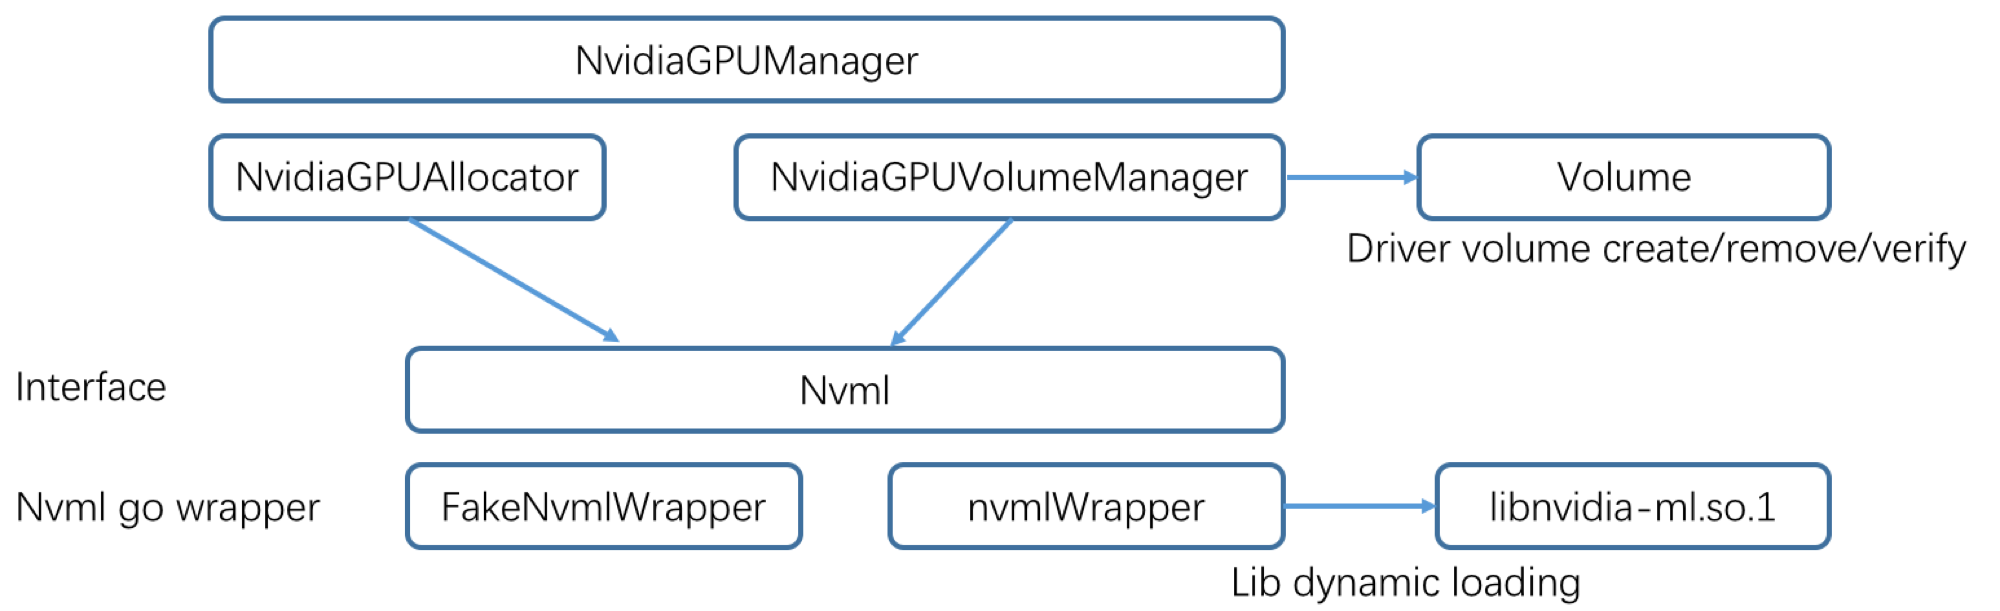 NvidiaGPUManager
NvidiaGPUAllocator
NvidiaGPUVolumeManager
Volume
Driver volume create/remove/verify
Interface
Nvml
Nvml go wrapper
FakeNvmlWrapper
nvmlWrapper
libnvidia-ml.so.1
Lib dynamic loading